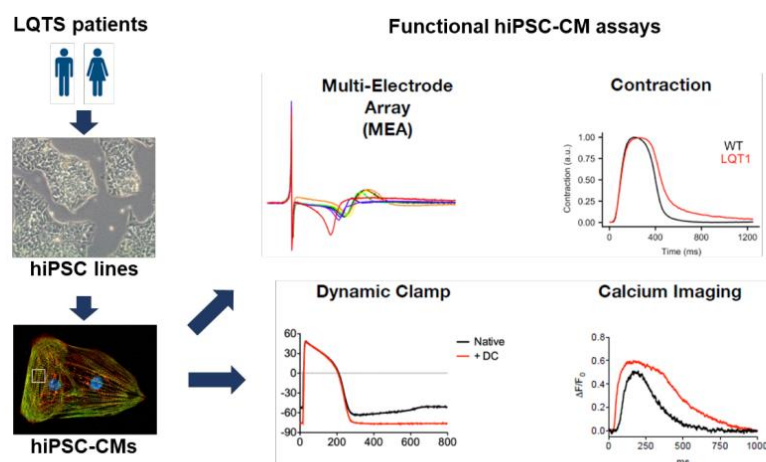 LQTS patients
Functional hiPSC-CM assays
hiPSC lines
hiPSC-CMs
Multi-Electrode
Array
(MEA)
Contraction
Contraction (a.u.)
1.00
0.75
0.50
0.25
0.00
WT
LQT1
0
400
800
1200
Time (ms)
Dynamic Clamp
60
30
0
-30
-60
-90
Native
+ DC
0
200
400
600
800
Calcium Imaging
ΔF/F₀
0.8
0.6
0.4
0.2
0.0
0
250
500
750
1000